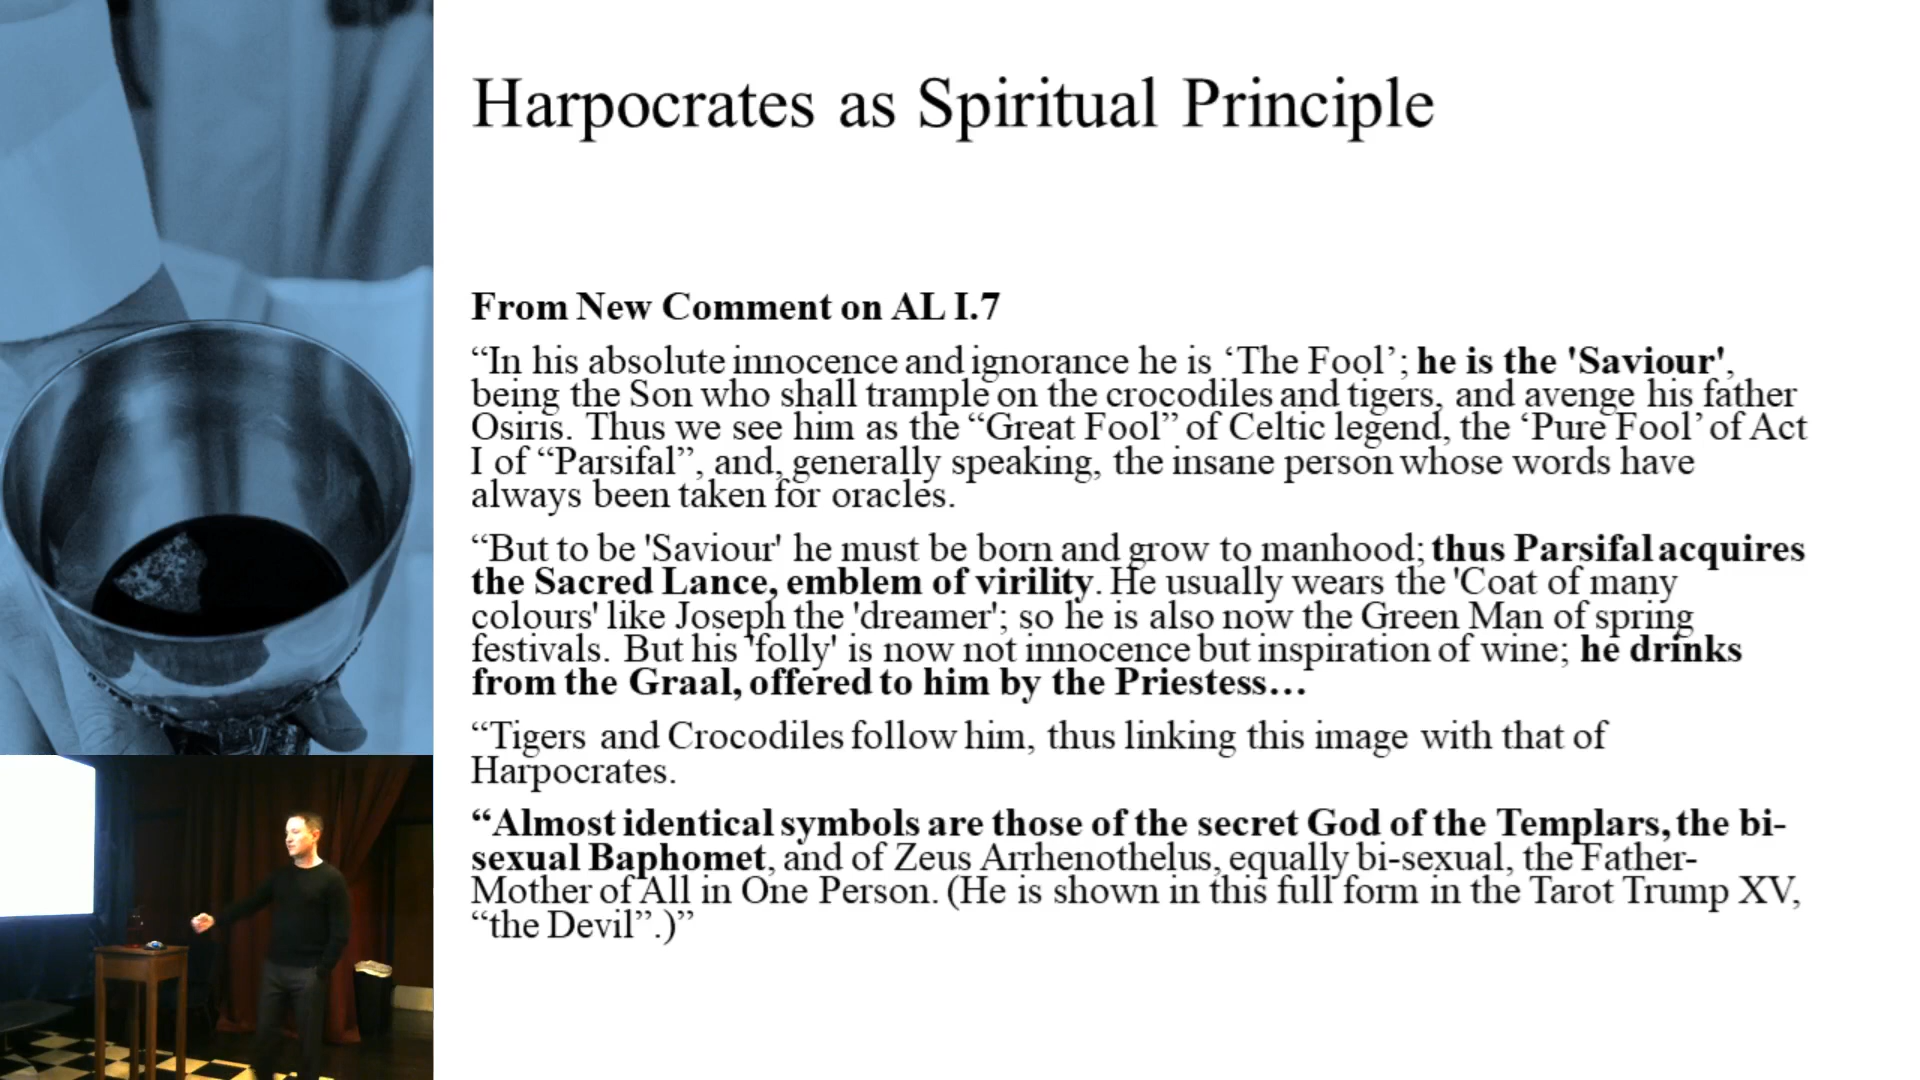 Harpocrates as Spiritual Principle
From New Comment on AL I.7
“In his absolute innocence and ignorance he is ‘The Fool’; he is the 'Saviour',
being the Son who shall trample on the crocodiles and tigers, and avenge his father
Osiris. Thus we see him as the “Great Fool” of Celtic legend, the ‘Pure Fool’ of Act
I of “Parsifal”, and, generally speaking, the insane person whose words have
always been taken for oracles.
“But to be 'Saviour' he must be born and grow to manhood; thus Parsifal acquires
the Sacred Lance, emblem of virility. He usually wears the 'Coat of many
colours' like Joseph the 'dreamer'; so he is also now the Green Man of spring
festivals. But his 'folly' is now not innocence but inspiration of wine; he drinks
from the Graal, offered to him by the Priestess…
“Tigers and Crocodiles follow him, thus linking this image with that of
Harpocrates.
“Almost identical symbols are those of the secret God of the Templars, the bi-
sexual Baphomet, and of Zeus Arrhenothelus, equally bi-sexual, the Father-
Mother of All in One Person. (He is shown in this full form in the Tarot Trump XV,
“the Devil”.)”